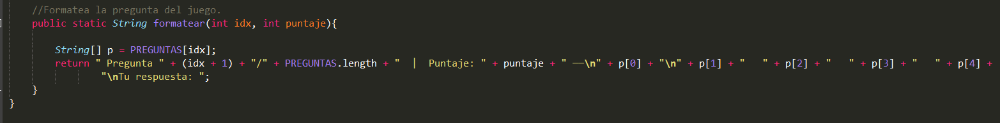 //Formatea la pregunta del juego.
public static String formatear(int idx, int puntaje){
String[] p = PREGUNTAS[idx];
return " Pregunta " + (idx + 1) + "/" + PREGUNTAS.length + "  │  Puntaje: " + puntaje + " ──\n" + p[0] + "\n" + p[1] + "   " + p[2] + "   " + p[3] + "   " + p[4] +
"\nTu respuesta: ";
}
}